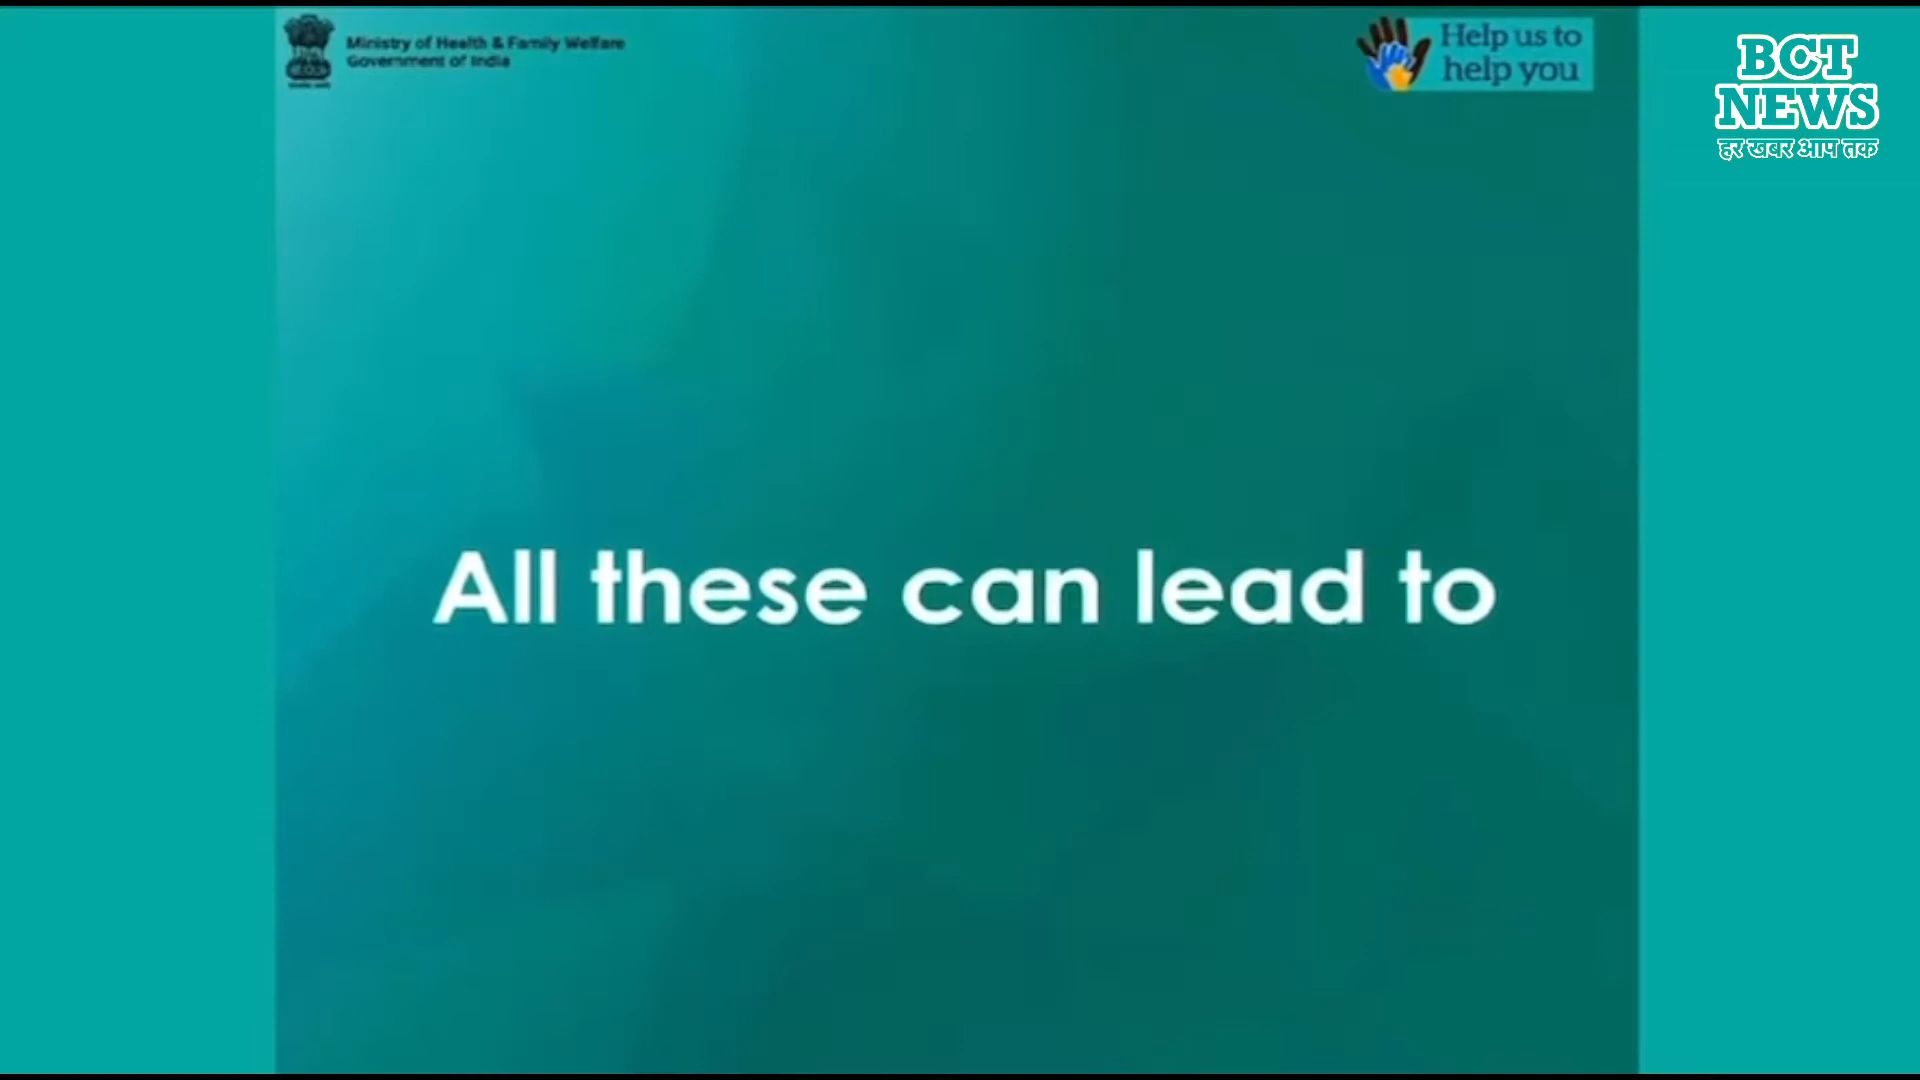 Ministry of Health & Family Welfare
Government of India
Help us to
help you
BCT
NEWS
हर खबर आप तक
All these can lead to